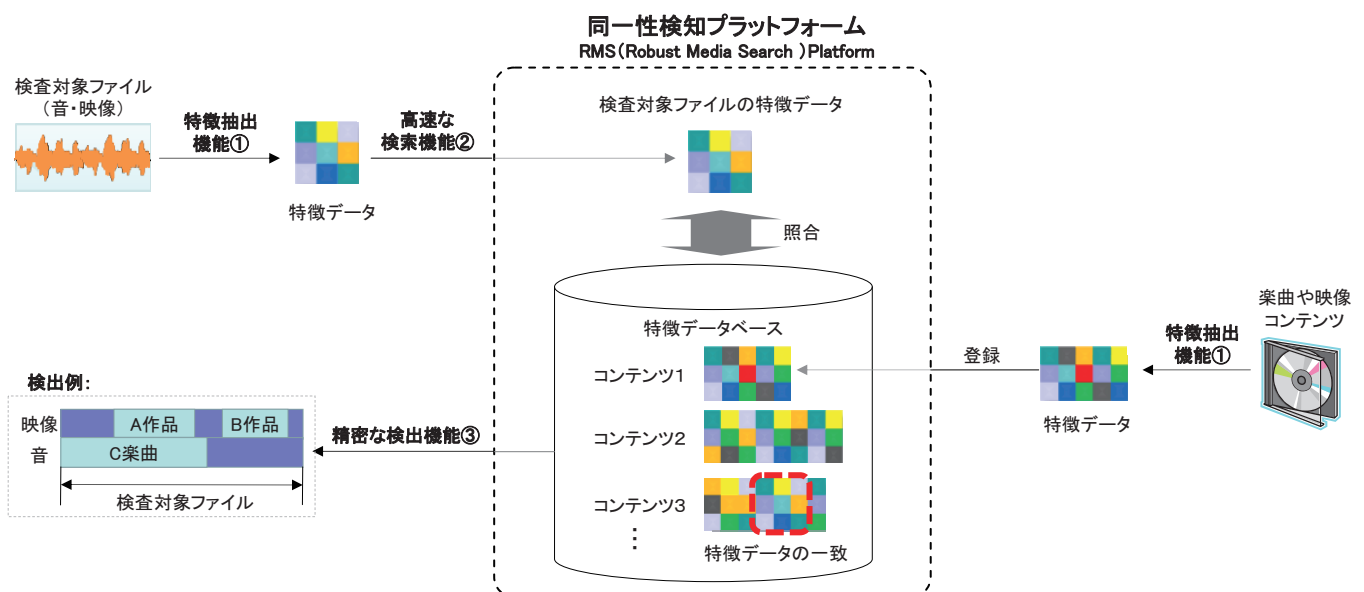 同一性検知プラットフォーム
RMS(Robust Media Search )Platform
検査対象ファイル
(音・映像)
特徴抽出
機能①
特徴データ
高速な
検索機能②
検査対象ファイルの特徴データ
照合
特徴データベース
コンテンツ1
コンテンツ2
コンテンツ3
⋮
特徴データの一致
登録
特徴データ
特徴抽出
機能①
楽曲や映像
コンテンツ
精密な検出機能③
検出例:
映像
A作品
B作品
音
C楽曲
検査対象ファイル